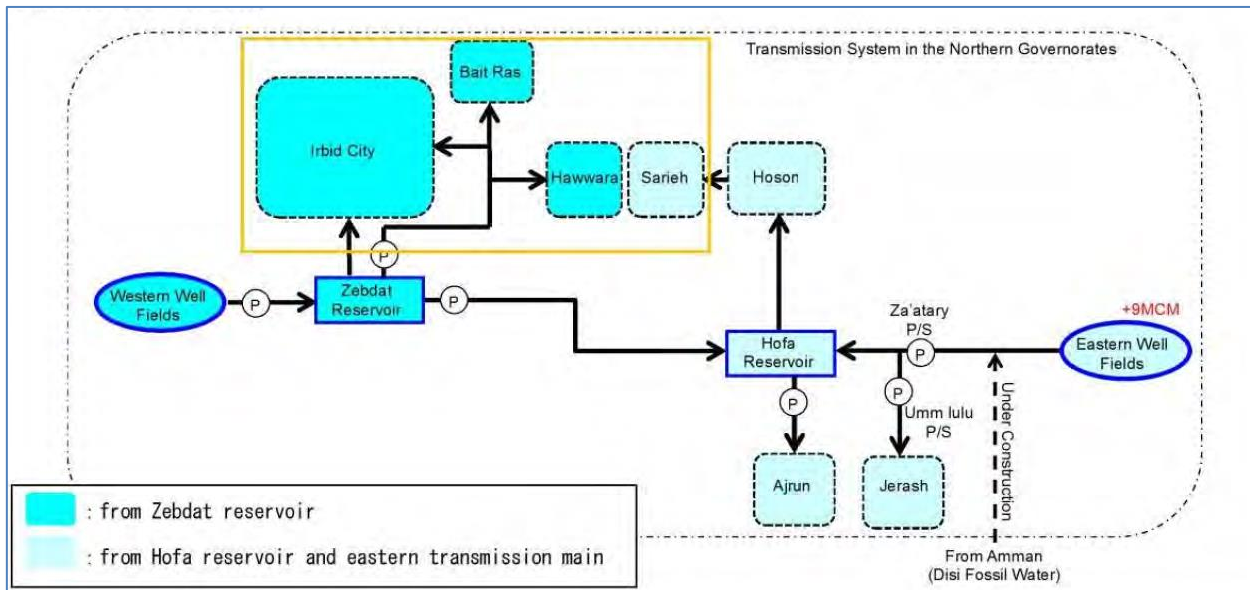 Transmission System in the Northern Governorates
Bait Ras
Irbid City
Hawwara
Sarieh
Hoson
P
Western Well
Fields
P
Zebdat
Reservoir
P
Za'atary
P/S
+9MCM
Hofa
Reservoir
P
Eastern Well
Fields
P
P
Umm lulu
P/S
Under Construction
Ajrun
Jerash
: from Zebdat reservoir
: from Hofa reservoir and eastern transmission main
From Amman
(Disi Fossil Water)